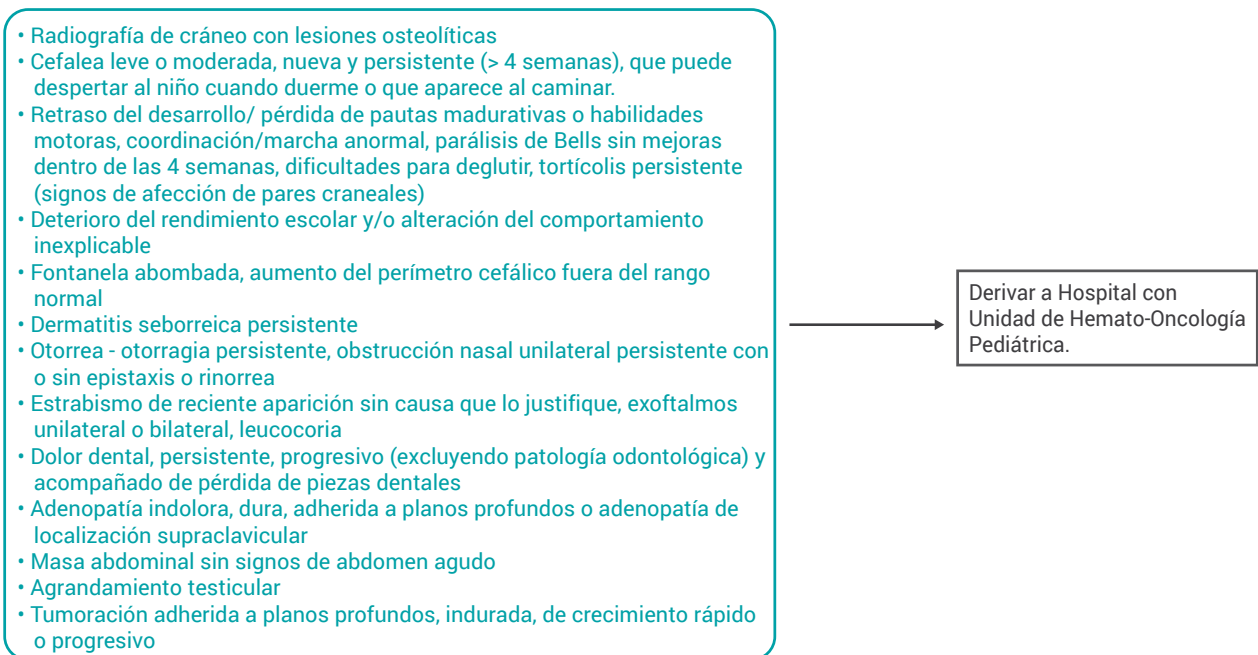 • Radiografía de cráneo con lesiones osteolíticas
• Cefalea leve o moderada, nueva y persistente (> 4 semanas), que puede
despertar al niño cuando duerme o que aparece al caminar.
• Retraso del desarrollo/ pérdida de pautas madurativas o habilidades
motoras, coordinación/marcha anormal, parálisis de Bells sin mejoras
dentro de las 4 semanas, dificultades para deglutir, tortícolis persistente
(signos de afección de pares craneales)
• Deterioro del rendimiento escolar y/o alteración del comportamiento
inexplicable
• Fontanela abombada, aumento del perímetro cefálico fuera del rango
normal
• Dermatitis seborreica persistente
• Otorrea - otorragia persistente, obstrucción nasal unilateral persistente con
o sin epistaxis o rinorrea
• Estrabismo de reciente aparición sin causa que lo justifique, exoftalmos
unilateral o bilateral, leucocoria
• Dolor dental, persistente, progresivo (excluyendo patología odontológica) y
acompañado de pérdida de piezas dentales
• Adenopatía indolora, dura, adherida a planos profundos o adenopatía de
localización supraclavicular
• Masa abdominal sin signos de abdomen agudo
• Agrandamiento testicular
• Tumoración adherida a planos profundos, indurada, de crecimiento rápido
o progresivo
Derivar a Hospital con
Unidad de Hemato-Oncología
Pediátrica.